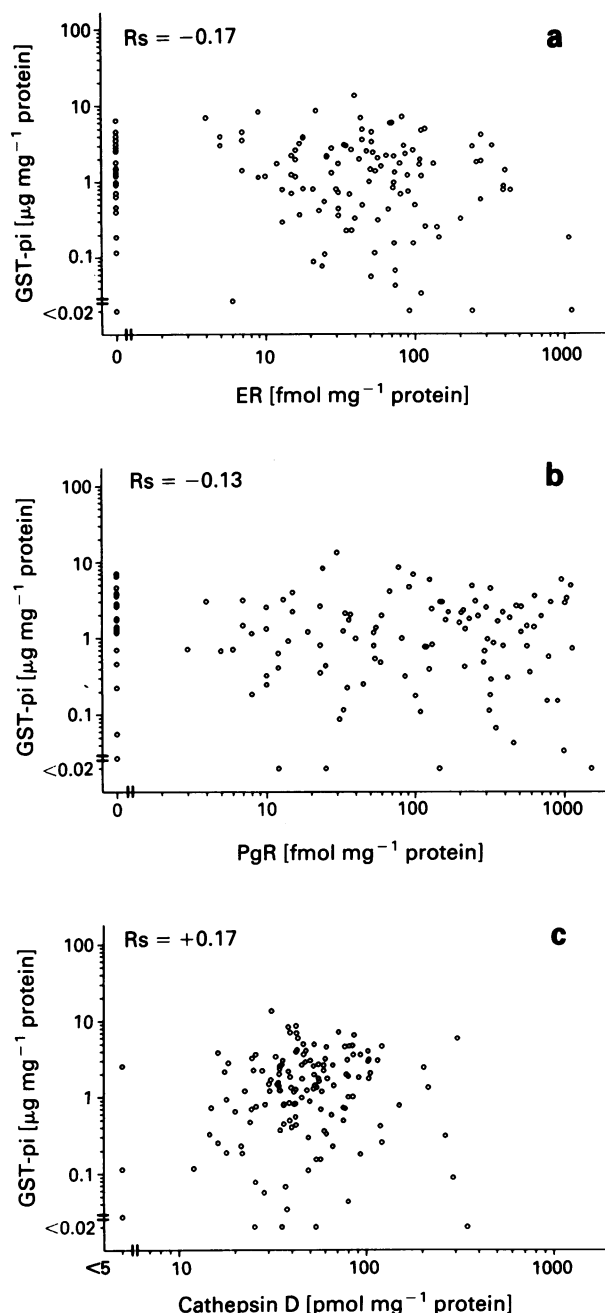 Rs = −0.17
a
GST-pi [μg mg⁻¹ protein]
100
10
1
0.1
<0.02
0
10
100
1000
ER [fmol mg⁻¹ protein]
Rs = −0.13
b
GST-pi [μg mg⁻¹ protein]
100
10
1
0.1
<0.02
0
10
100
1000
PgR [fmol mg⁻¹ protein]
Rs = +0.17
c
GST-pi [μg mg⁻¹ protein]
100
10
1
0.1
<0.02
<5
10
100
1000
Cathepsin D [pmol mg⁻¹ protein]